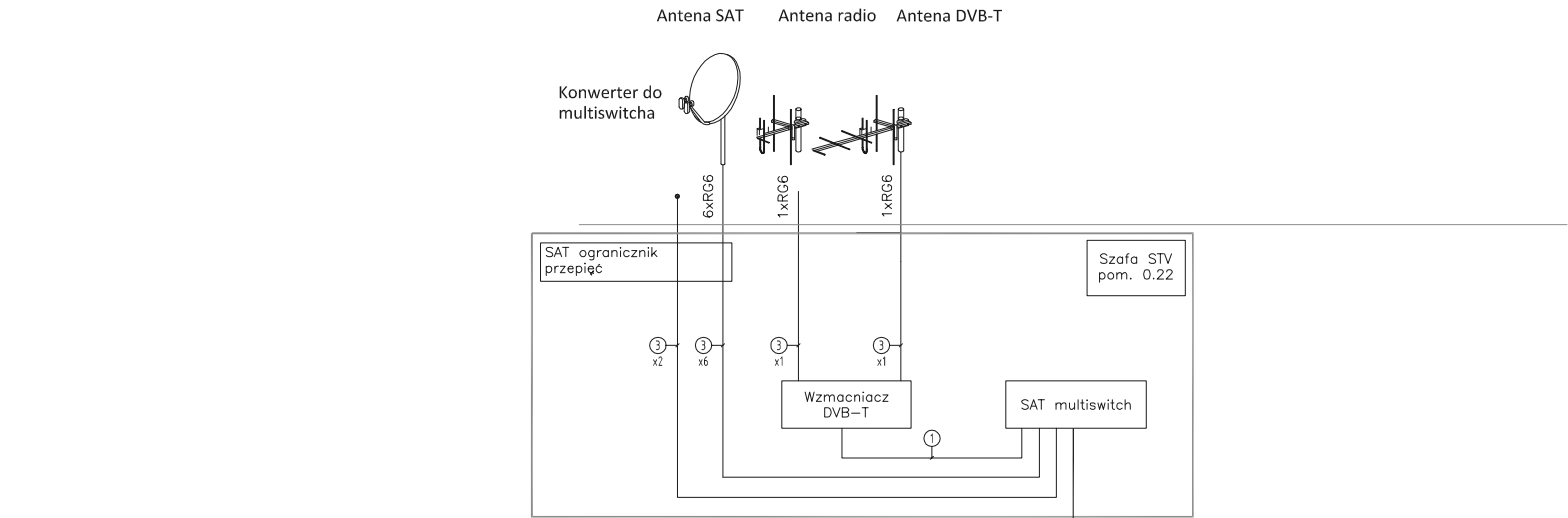 Antena SAT
Antena radio
Antena DVB-T
Konwerter do
multiswitcha
6xRG6
1xRG6
1xRG6
SAT ogranicznik
przepięć
Szafa STV
pom. 0.22
3
x2
3
x6
3
x1
3
x1
Wzmacniacz
DVB-T
SAT multiswitch
1